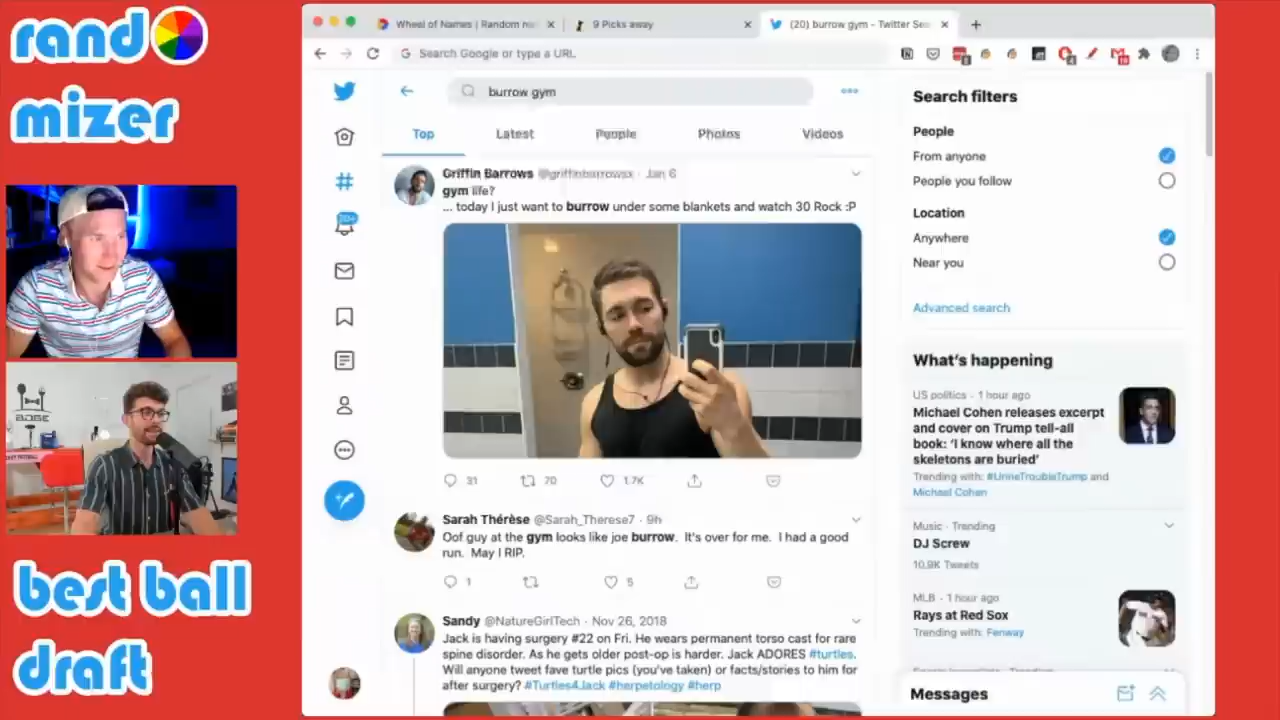 rand
mizer
best ball
draft
EDGE
Wheel of Names | Random na
9 Picks away
(20) burrow gym - Twitter Sea
Search Google or type a URL
burrow gym
Top
Latest
People
Photos
Videos
20+
Griffin Barrows @griffinbarrowsx · Jan 6
gym life?
... today I just want to burrow under some blankets and watch 30 Rock :P
31
70
1.7K
Sarah Thérèse @Sarah_Therese7 · 9h
Oof guy at the gym looks like joe burrow. It's over for me. I had a good
run. May I RIP.
1
5
Sandy @NatureGirlTech · Nov 26, 2018
Jack is having surgery #22 on Fri. He wears permanent torso cast for rare
spine disorder. As he gets older post-op is harder. Jack ADORES #turtles.
Will anyone tweet fave turtle pics (you've taken) or facts/stories to him for
after surgery? #Turtles4Jack #herpetology #herp
Search filters
People
From anyone
People you follow
Location
Anywhere
Near you
Advanced search
What's happening
US politics · 1 hour ago
Michael Cohen releases excerpt
and cover on Trump tell-all
book: 'I know where all the
skeletons are buried'
Trending with: #UrineTroubleTrump and
Michael Cohen
Music · Trending
DJ Screw
10.9K Tweets
MLB · 1 hour ago
Rays at Red Sox
Trending with: Fenway
Messages